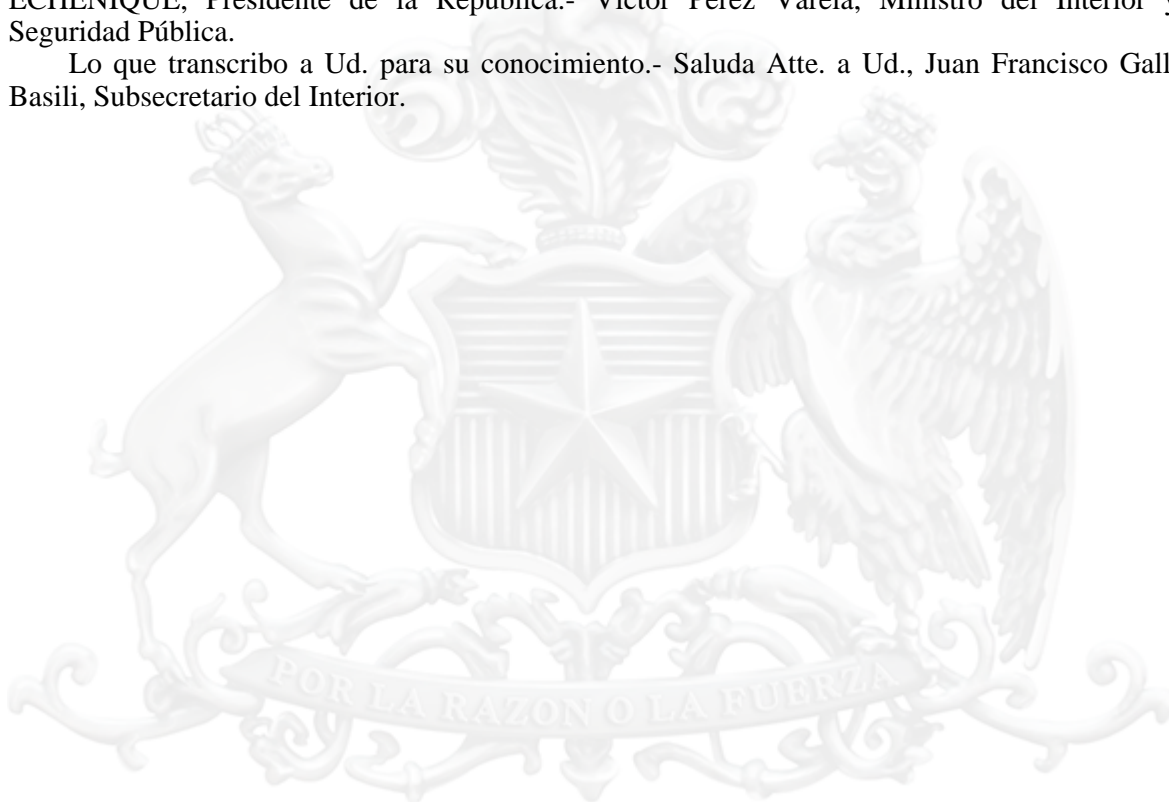 ECHENIQUE, Presidente de la República.- Víctor Pérez Varela, Ministro del Interior y
Seguridad Pública.
Lo que transcribo a Ud. para su conocimiento.- Saluda Atte. a Ud., Juan Francisco Gall
Basili, Subsecretario del Interior.
POR LA RAZON O LA FUERZA